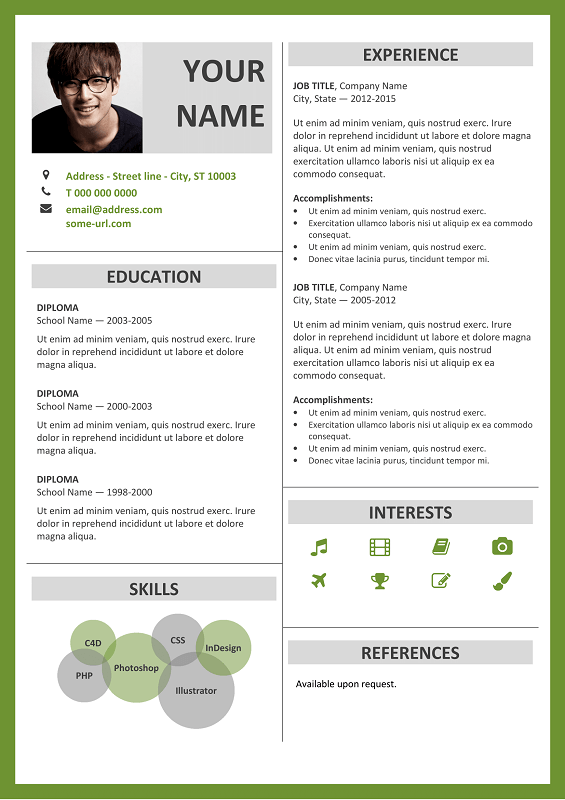 YOUR
NAME
Address - Street line - City, ST 10003
T 000 000 0000
email@address.com
some-url.com
EDUCATION
DIPLOMA
School Name — 2003-2005
Ut enim ad minim veniam, quis nostrud exerc. Irure
dolor in reprehend incididunt ut labore et dolore
magna aliqua.
DIPLOMA
School Name — 2000-2003
Ut enim ad minim veniam, quis nostrud exerc. Irure
dolor in reprehend incididunt ut labore et dolore
magna aliqua.
DIPLOMA
School Name — 1998-2000
Ut enim ad minim veniam, quis nostrud exerc. Irure
dolor in reprehend incididunt ut labore et dolore
magna aliqua.
SKILLS
C4D
PHP
Photoshop
CSS
InDesign
Illustrator
EXPERIENCE
JOB TITLE, Company Name
City, State — 2012-2015
Ut enim ad minim veniam, quis nostrud exerc. Irure
dolor in reprehend incididunt ut labore et dolore magna
aliqua. Ut enim ad minim veniam, quis nostrud
exercitation ullamco laboris nisi ut aliquip ex ea
commodo consequat.
Accomplishments:
• Ut enim ad minim veniam, quis nostrud exerc.
• Exercitation ullamco laboris nisi ut aliquip ex ea commodo
consequat.
• Ut enim ad minim veniam, quis nostrud exerc.
• Donec vitae lacinia purus, tincidunt tempor mi.
JOB TITLE, Company Name
City, State — 2005-2012
Ut enim ad minim veniam, quis nostrud exerc. Irure
dolor in reprehend incididunt ut labore et dolore magna
aliqua. Ut enim ad minim veniam, quis nostrud
exercitation ullamco laboris nisi ut aliquip ex ea
commodo consequat.
Accomplishments:
• Ut enim ad minim veniam, quis nostrud exerc.
• Exercitation ullamco laboris nisi ut aliquip ex ea commodo
consequat.
• Ut enim ad minim veniam, quis nostrud exerc.
• Donec vitae lacinia purus, tincidunt tempor mi.
INTERESTS
REFERENCES
Available upon request.